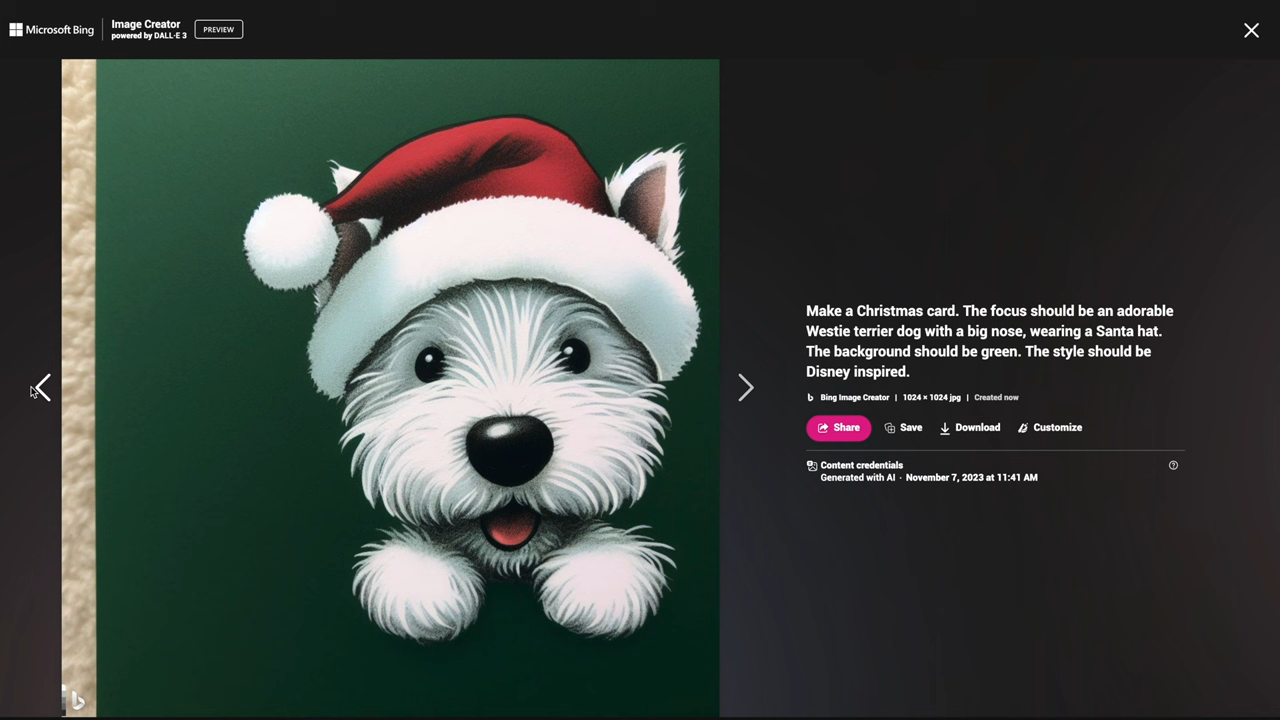 Microsoft Bing
Image Creator
powered by DALL·E 3
PREVIEW
Make a Christmas card. The focus should be an adorable
Westie terrier dog with a big nose, wearing a Santa hat.
The background should be green. The style should be
Disney inspired.
Bing Image Creator | 1024 × 1024 jpg | Created now
Share Save Download Customize
Content credentials
Generated with AI · November 7, 2023 at 11:41 AM